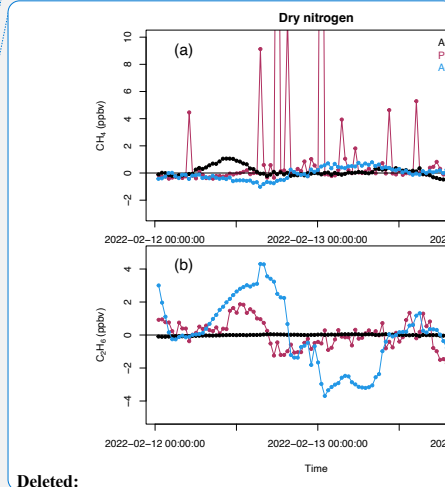 Dry nitrogen
(a)
A
P
A
CH4 (ppbv)
10
8
6
4
2
0
−2
2022−02−12 00:00:00
2022−02−13 00:00:00
202
(b)
C2H6 (ppbv)
4
2
0
−2
−4
2022−02−12 00:00:00
2022−02−13 00:00:00
202
Time
Deleted: